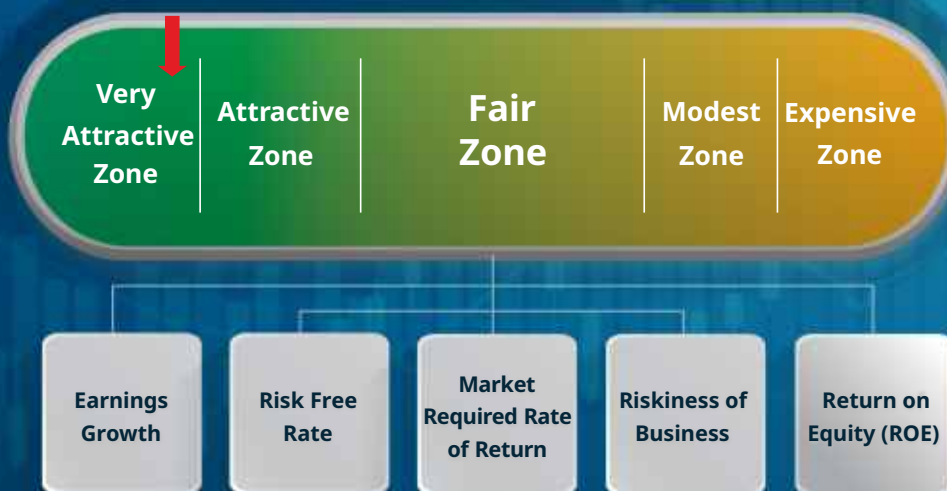 Very
Attractive
Zone
Attractive
Zone
Fair
Zone
Modest
Zone
Expensive
Zone
Earnings
Growth
Risk Free
Rate
Market
Required Rate
of Return
Riskiness of
Business
Return on
Equity (ROE)